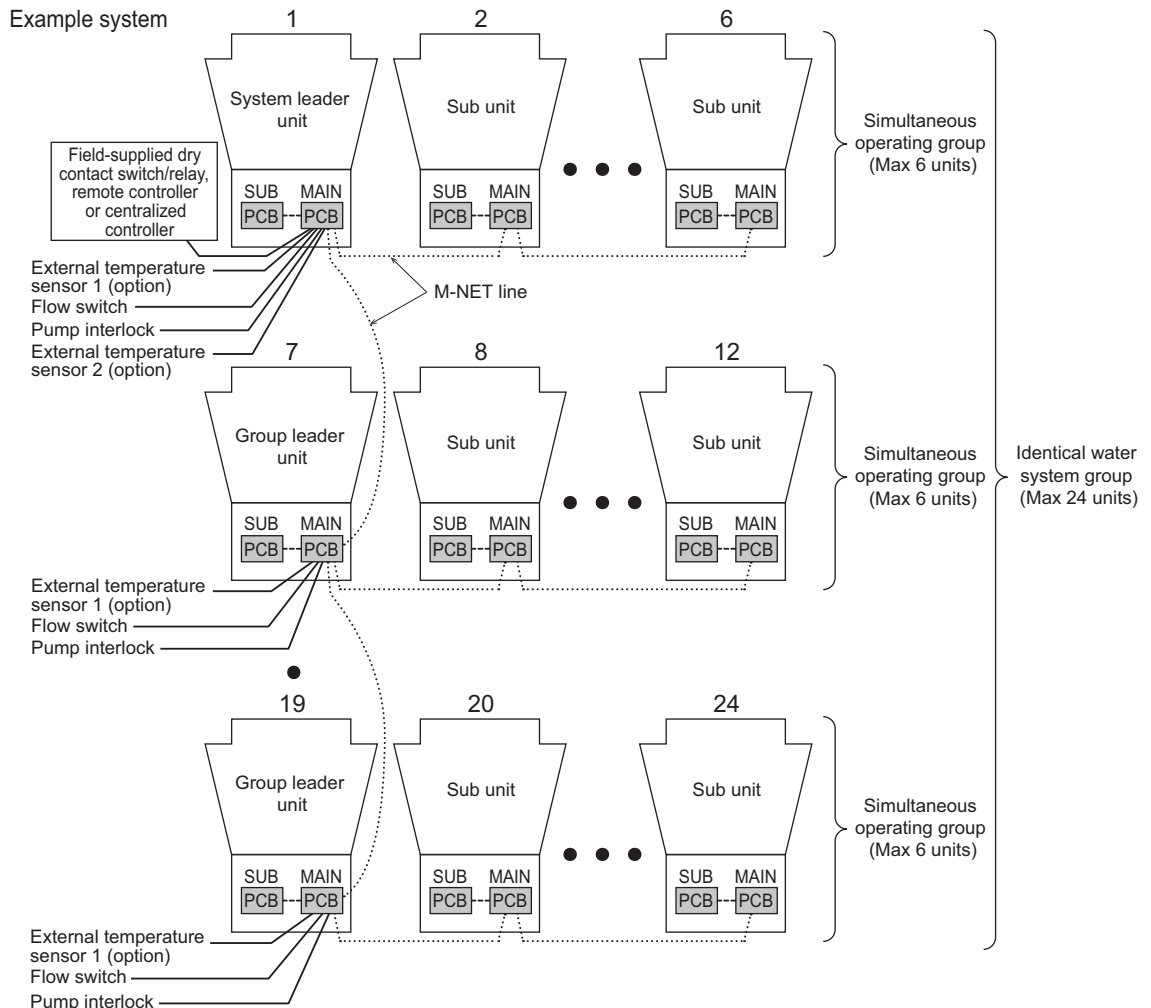 Example system
1
2
6
System leader
unit
Sub unit
Sub unit
Simultaneous
operating group
(Max 6 units)
Field-supplied dry
contact switch/relay,
remote controller
or centralized
controller
SUB MAIN
PCB PCB
SUB MAIN
PCB PCB
SUB MAIN
PCB PCB
External temperature
sensor 1 (option)
Flow switch
Pump interlock
External temperature
sensor 2 (option)
M-NET line
7
8
12
Group leader
unit
Sub unit
Sub unit
Simultaneous
operating group
(Max 6 units)
Identical water
system group
(Max 24 units)
SUB MAIN
PCB PCB
SUB MAIN
PCB PCB
SUB MAIN
PCB PCB
External temperature
sensor 1 (option)
Flow switch
Pump interlock
19
20
24
Group leader
unit
Sub unit
Sub unit
Simultaneous
operating group
(Max 6 units)
SUB MAIN
PCB PCB
SUB MAIN
PCB PCB
SUB MAIN
PCB PCB
External temperature
sensor 1 (option)
Flow switch
Pump interlock